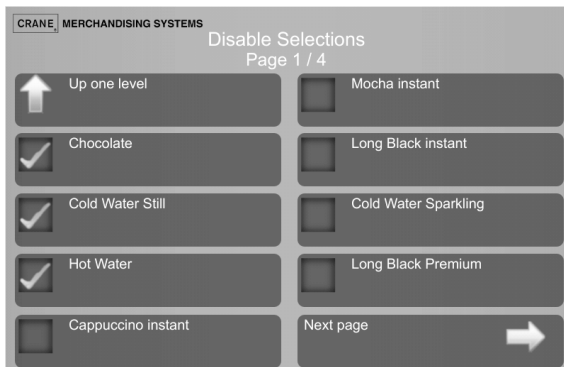 CRANE MERCHANDISING SYSTEMS
Disable Selections
Page 1 / 4
Up one level
Chocolate
Cold Water Still
Hot Water
Cappuccino instant
Mocha instant
Long Black instant
Cold Water Sparkling
Long Black Premium
Next page